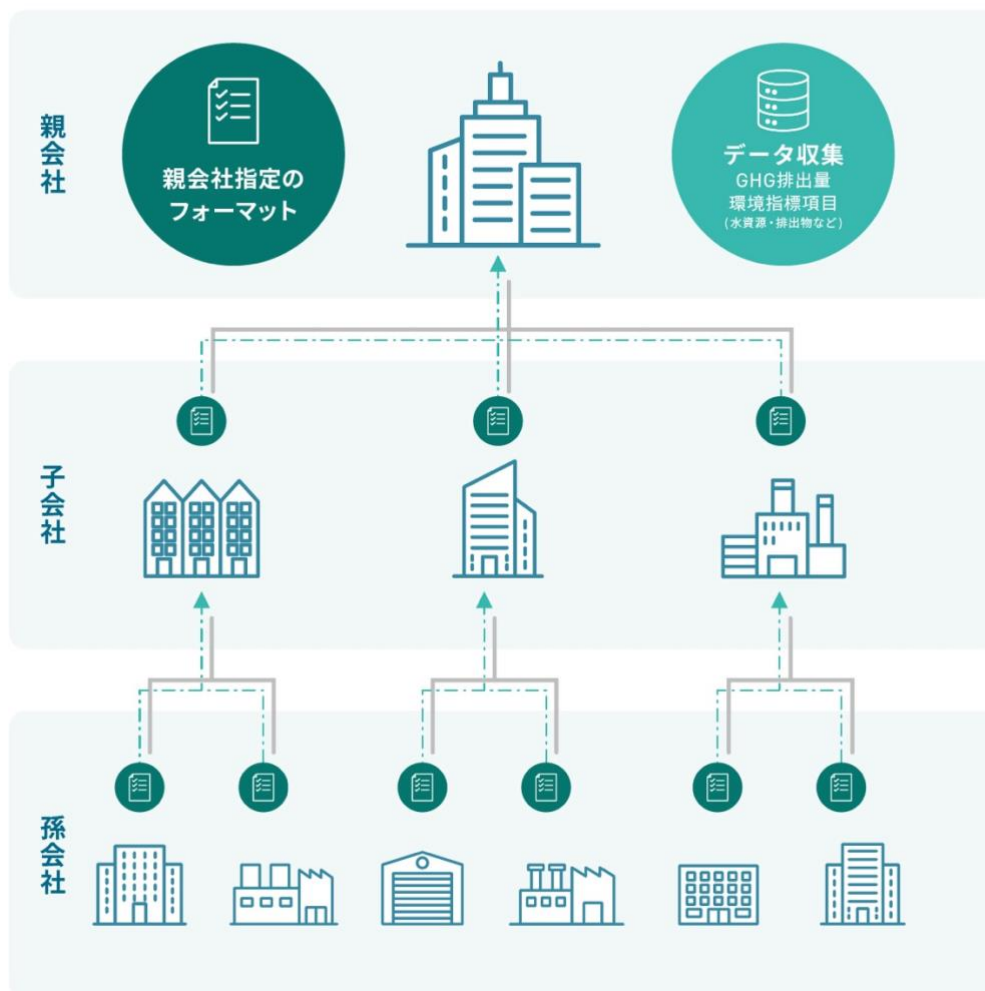 親会社
親会社指定の
フォーマット
データ収集
GHG排出量
環境指標項目
(水資源・排出物など)
子会社
孫会社